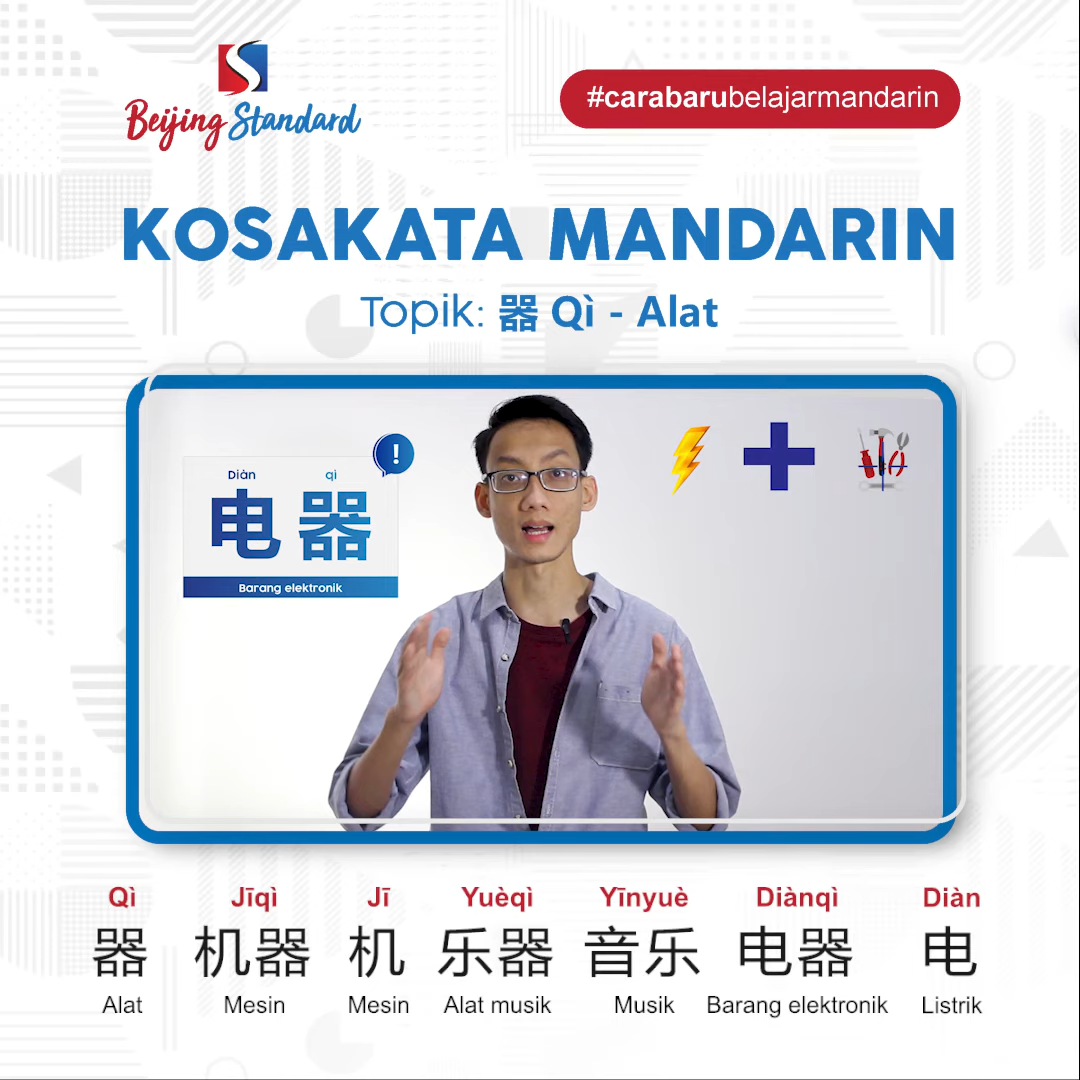 Beijing Standard
#carabarubelajarmandarin
KOSAKATA MANDARIN
Topik: 器 Qì - Alat
!
Diàn qì
电器
Barang elektronik
Qì Jīqì Jī Yuèqì Yīnyuè Diànqì Diàn
器 机器 机 乐器 音乐 电器 电
Alat Mesin Mesin Alat musik Musik Barang elektronik Listrik